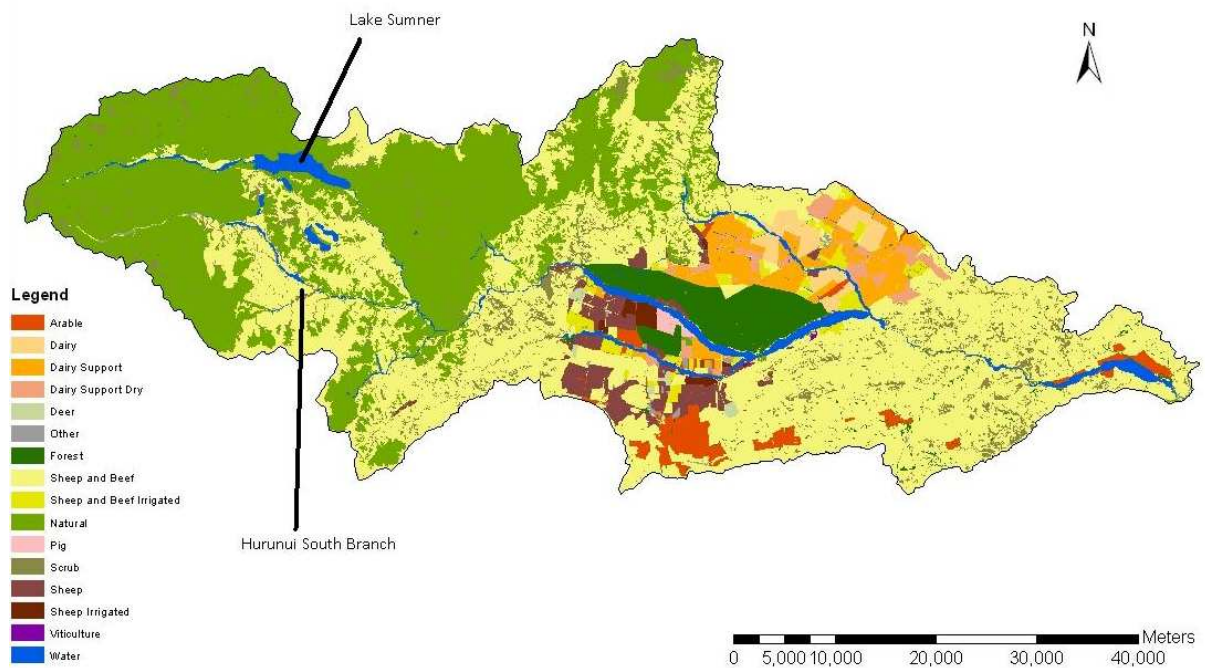 Lake Sumner
N
Legend
Arable
Dairy
Dairy Support
Dairy Support Dry
Deer
Other
Forest
Sheep and Beef
Sheep and Beef Irrigated
Natural
Pig
Scrub
Sheep
Sheep Irrigated
Viticulture
Water
Hurunui South Branch
Meters
0 5,000 10,000 20,000 30,000 40,000